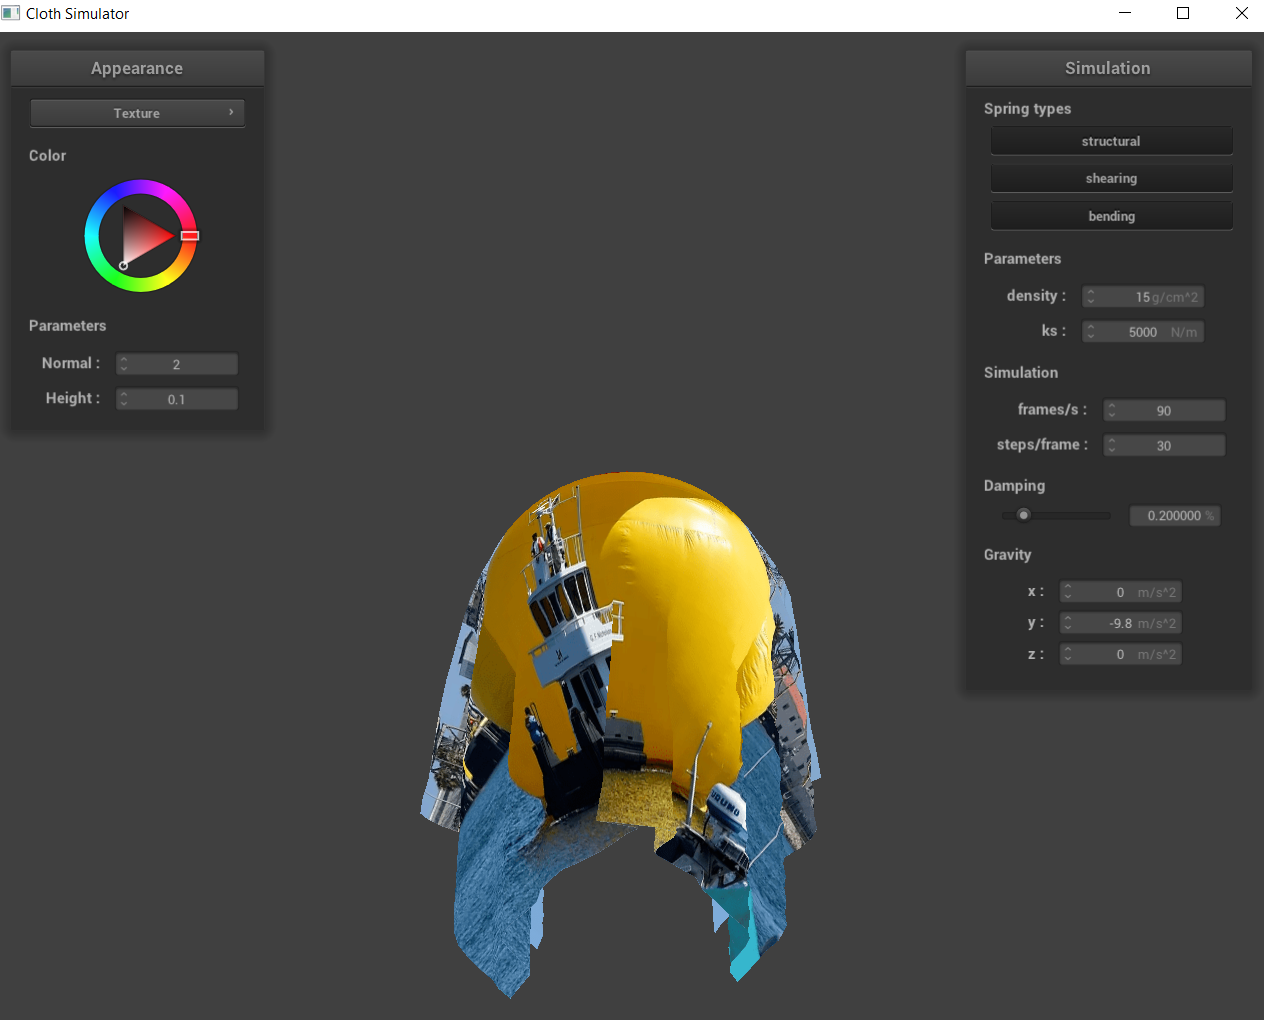 Cloth Simulator
Appearance
Texture
Color
Parameters
Normal : 2
Height : 0.1
Simulation
Spring types
structural
shearing
bending
Parameters
density : 15 g/cm^2
ks : 5000 N/m
Simulation
frames/s : 90
steps/frame : 30
Damping
0.200000 %
Gravity
x : 0 m/s^2
y : -9.8 m/s^2
z : 0 m/s^2